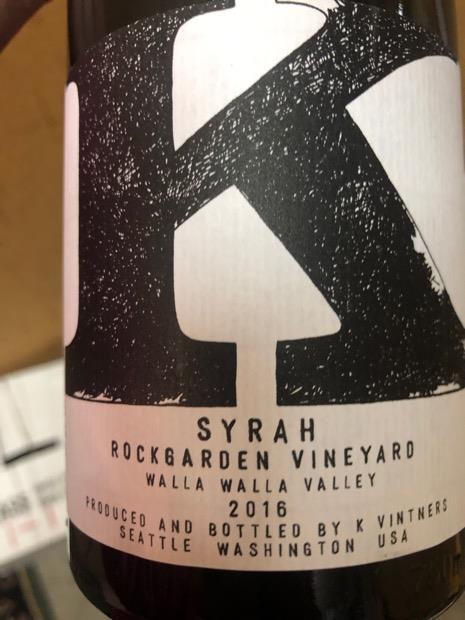 K
SYRAH
ROCKGARDEN VINEYARD
WALLA WALLA VALLEY
2016
PRODUCED AND BOTTLED BY K VINTNERS
SEATTLE WASHINGTON USA